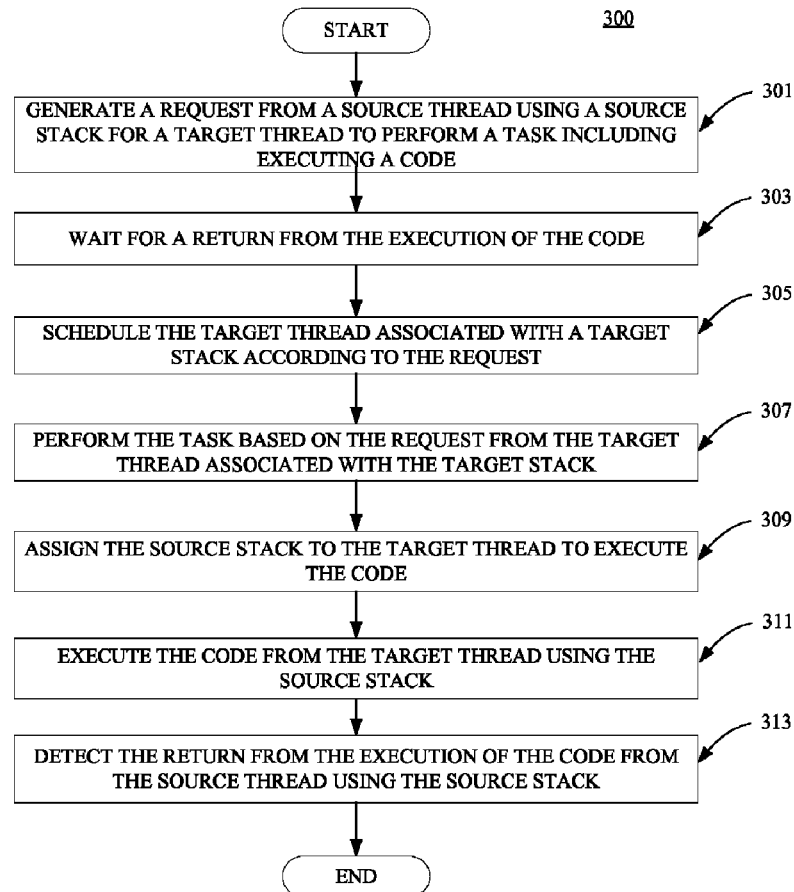 START
300
GENERATE A REQUEST FROM A SOURCE THREAD USING A SOURCE
STACK FOR A TARGET THREAD TO PERFORM A TASK INCLUDING
EXECUTING A CODE
301
WAIT FOR A RETURN FROM THE EXECUTION OF THE CODE
303
SCHEDULE THE TARGET THREAD ASSOCIATED WITH A TARGET
STACK ACCORDING TO THE REQUEST
305
PERFORM THE TASK BASED ON THE REQUEST FROM THE TARGET
THREAD ASSOCIATED WITH THE TARGET STACK
307
ASSIGN THE SOURCE STACK TO THE TARGET THREAD TO EXECUTE
THE CODE
309
EXECUTE THE CODE FROM THE TARGET THREAD USING THE
SOURCE STACK
311
DETECT THE RETURN FROM THE EXECUTION OF THE CODE FROM
THE SOURCE THREAD USING THE SOURCE STACK
313
END